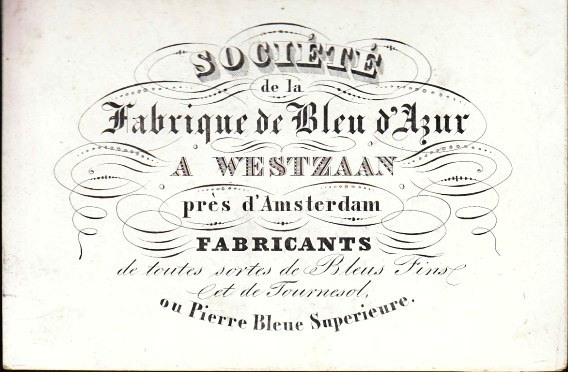 SOCIÉTÉ
de la
Fabrique de Bleu d'Azur
A WESTZAAN
près d'Amsterdam
FABRICANTS
de toutes sortes de Bleus Fins
et de Tournesol,
ou Pierre Bleue Superieure.